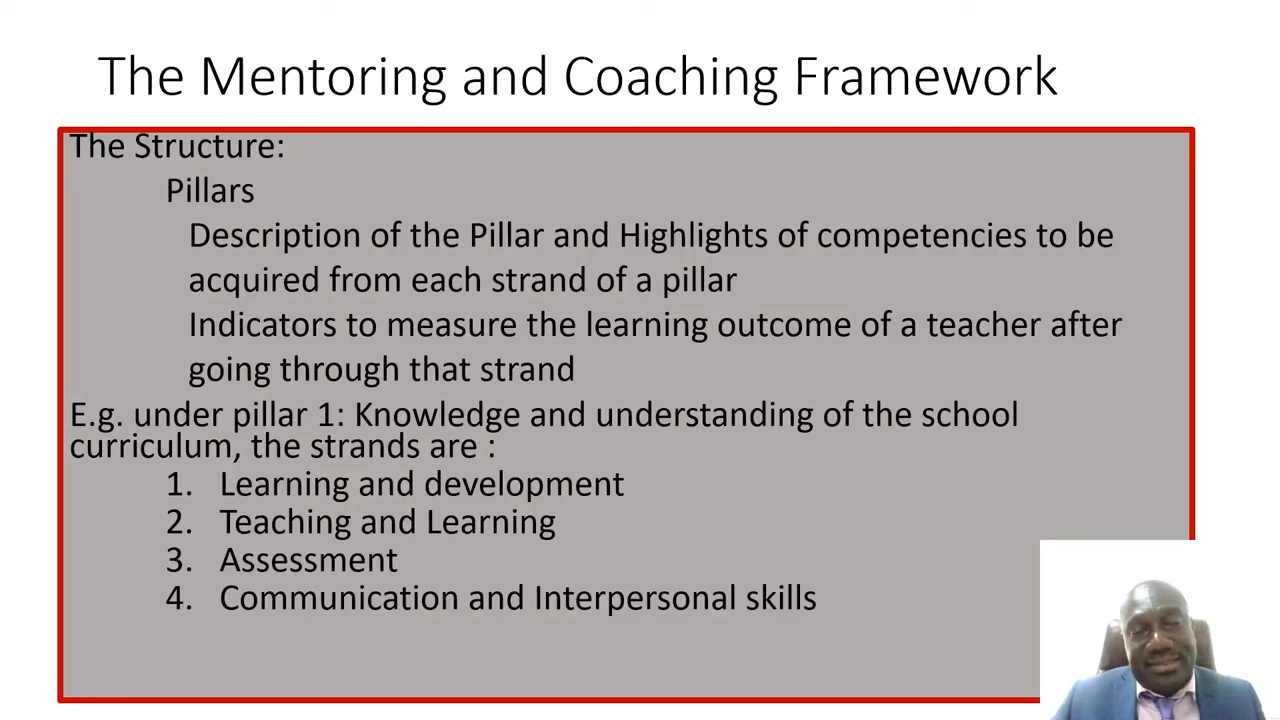 The Mentoring and Coaching Framework
The Structure:
Pillars
Description of the Pillar and Highlights of competencies to be
acquired from each strand of a pillar
Indicators to measure the learning outcome of a teacher after
going through that strand
E.g. under pillar 1: Knowledge and understanding of the school
curriculum, the strands are :
1. Learning and development
2. Teaching and Learning
3. Assessment
4. Communication and Interpersonal skills